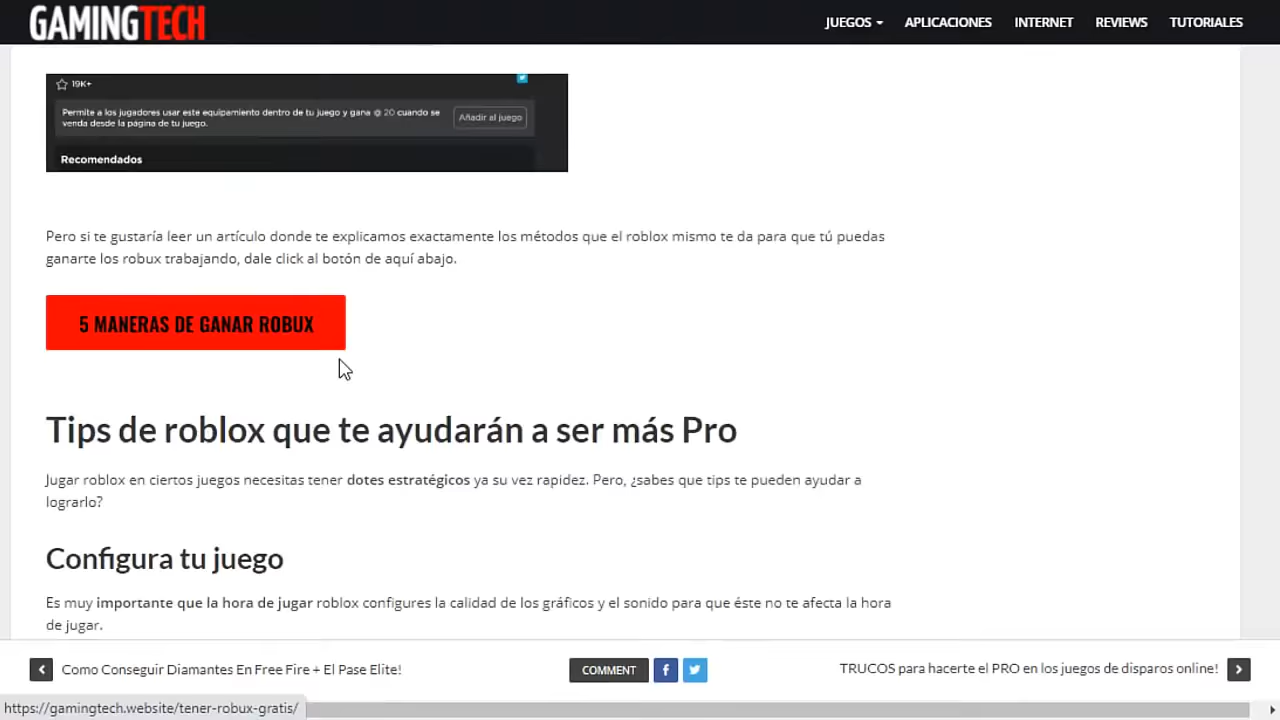 GAMINGTECH
JUEGOS APLICACIONES INTERNET REVIEWS TUTORIALES
19K+
Permite a los jugadores usar este equipamiento dentro de tu juego y gana 20 cuando se
venda desde la página de tu juego.
Añadir al juego
Recomendados
Pero si te gustaría leer un artículo donde te explicamos exactamente los métodos que el roblox mismo te da para que tú puedas
ganarte los robux trabajando, dale click al botón de aquí abajo.
5 MANERAS DE GANAR ROBUX
Tips de roblox que te ayudarán a ser más Pro
Jugar roblox en ciertos juegos necesitas tener dotes estratégicos ya su vez rapidez. Pero, ¿sabes que tips te pueden ayudar a
lograrlo?
Configura tu juego
Es muy importante que la hora de jugar roblox configures la calidad de los gráficos y el sonido para que éste no te afecta la hora
de jugar.
Como Conseguir Diamantes En Free Fire + El Pase Elite!
COMMENT
TRUCOS para hacerte el PRO en los juegos de disparos online!
https://gamingtech.website/tener-robux-gratis/